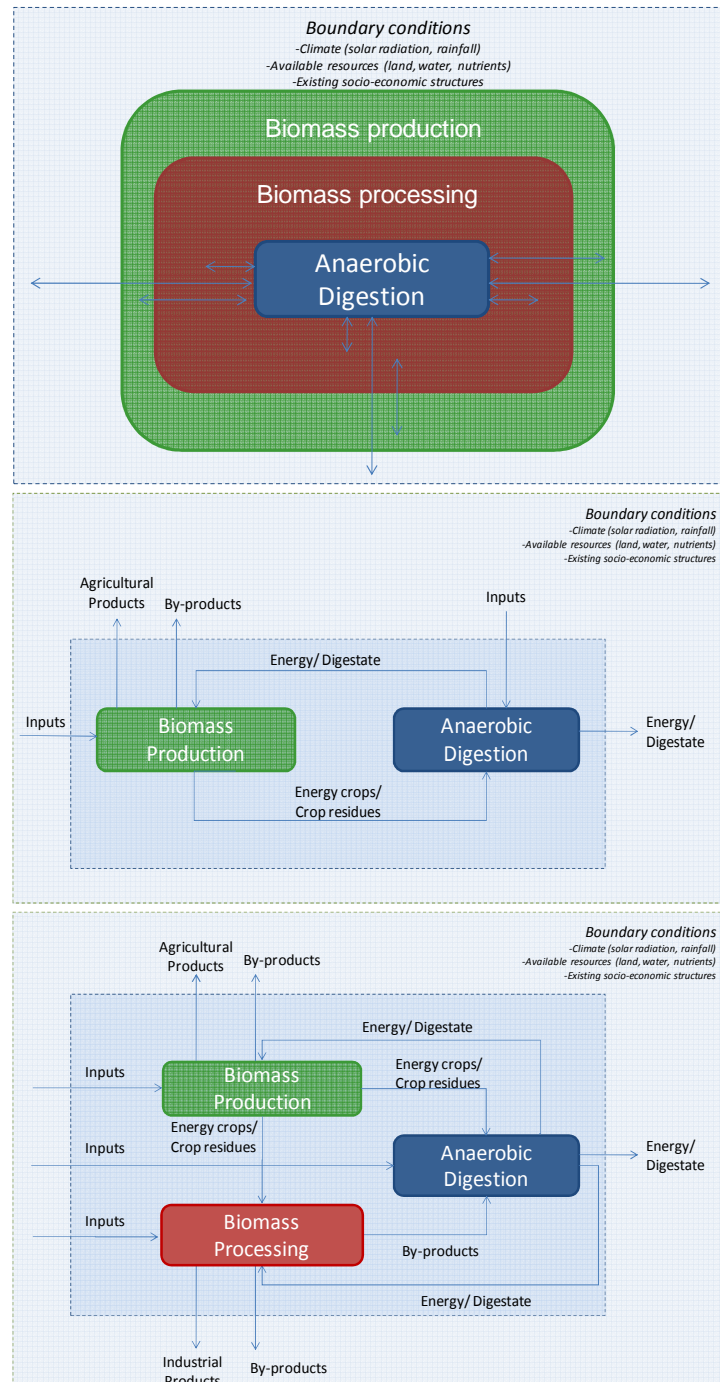 Boundary conditions
-Climate (solar radiation, rainfall)
-Available resources (land, water, nutrients)
-Existing socio-economic structures
Biomass production
Biomass processing
Anaerobic
Digestion
Boundary conditions
-Climate (solar radiation, rainfall)
-Available resources (land, water, nutrients)
-Existing socio-economic structures
Agricultural
Products
By-products
Inputs
Energy/ Digestate
Inputs
Biomass
Production
Anaerobic
Digestion
Energy/
Digestate
Energy crops/
Crop residues
Boundary conditions
-Climate (solar radiation, rainfall)
-Available resources (land, water, nutrients)
-Existing socio-economic structures
Agricultural
Products
By-products
Energy/ Digestate
Inputs
Biomass
Production
Energy crops/
Crop residues
Energy crops/
Crop residues
Inputs
Anaerobic
Digestion
Energy/
Digestate
Inputs
Biomass
Processing
By-products
Energy/ Digestate
Industrial
Products
By-products